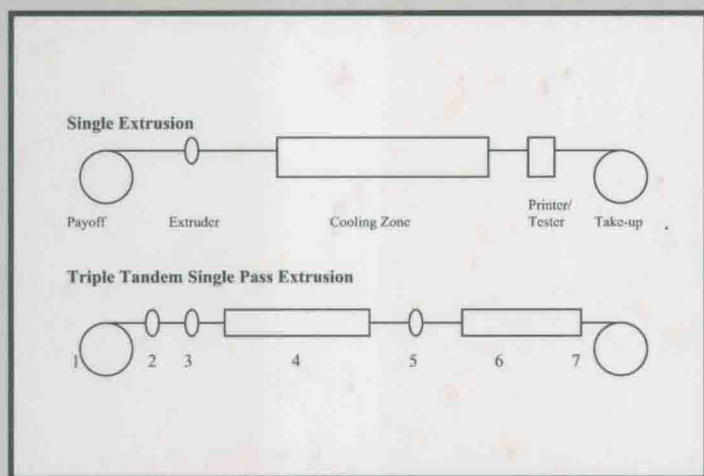 Single Extrusion
Payoff
Extruder
Cooling Zone
Printer/
Tester
Take-up
Triple Tandem Single Pass Extrusion
1 2 3 4 5 6 7